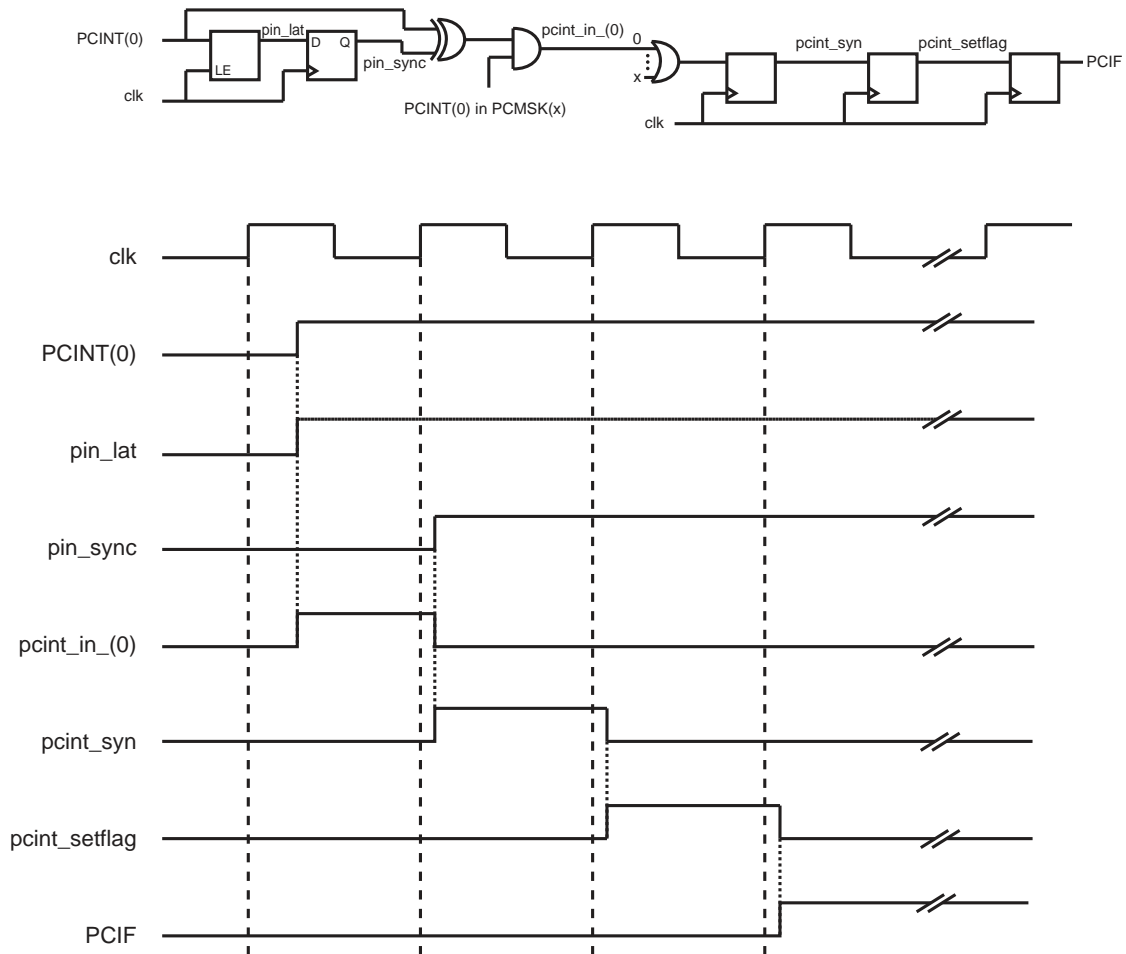 PCINT(0)
pin_lat
D Q
LE
pin_sync
clk
pcint_in_(0)
0
x
PCINT(0) in PCMSK(x)
pcint_syn
pcint_setflag
PCIF
clk
clk
PCINT(0)
pin_lat
pin_sync
pcint_in_(0)
pcint_syn
pcint_setflag
PCIF